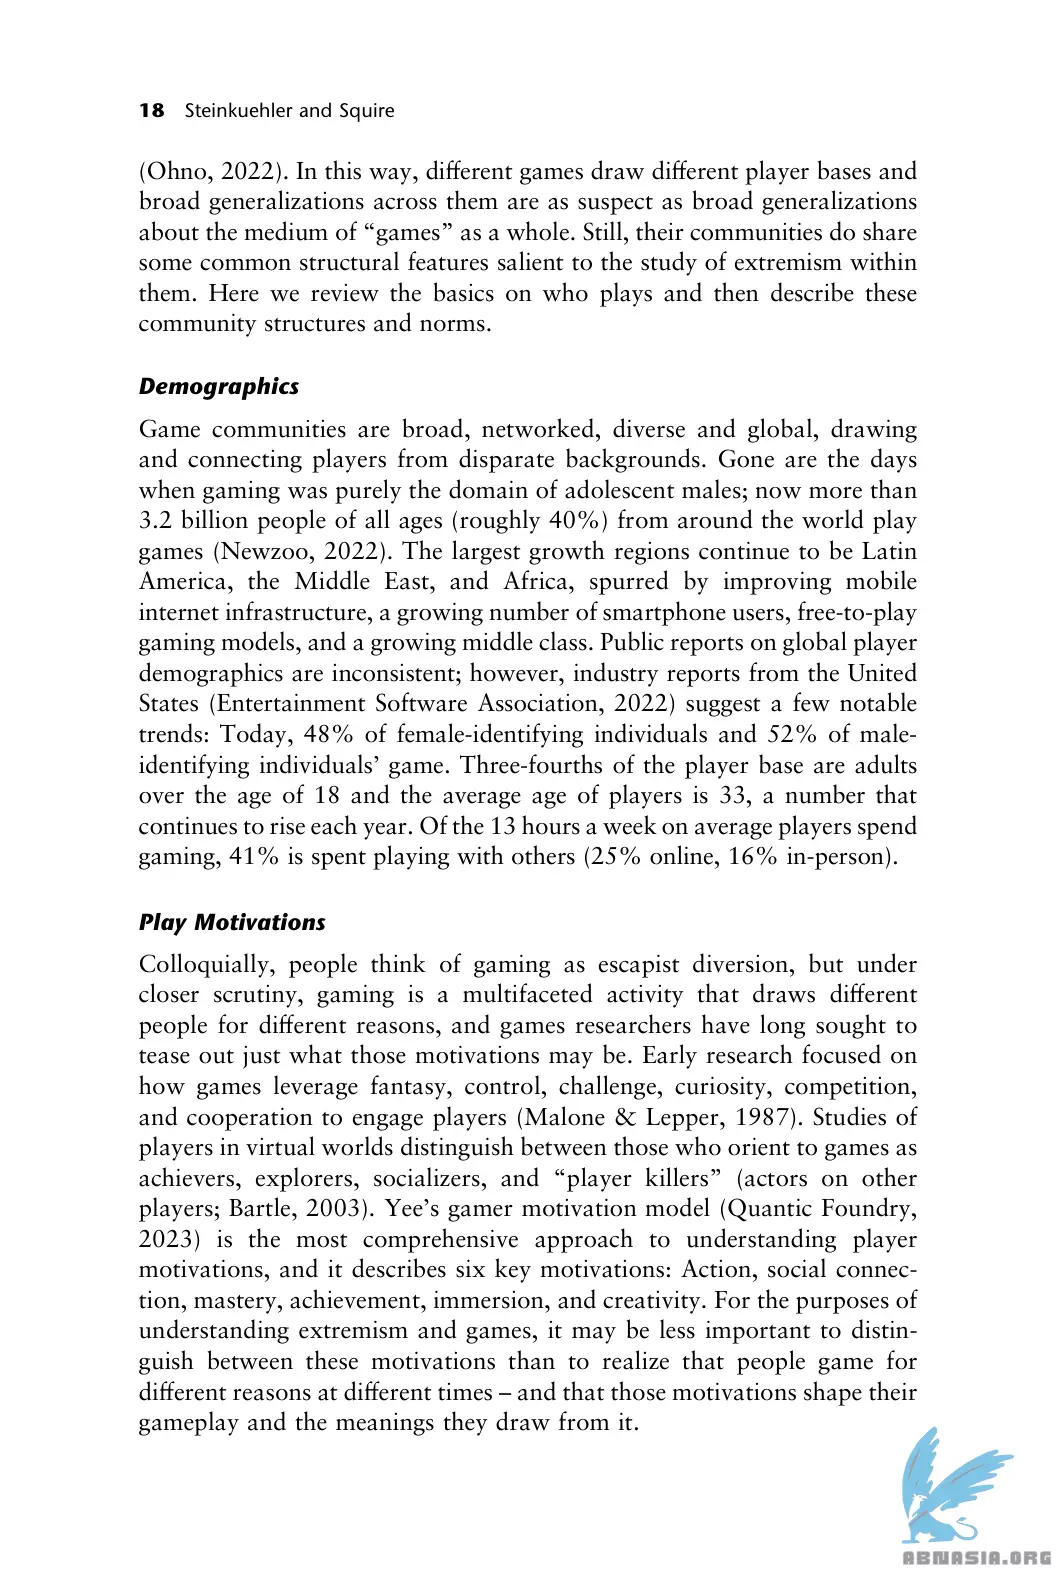 18 Steinkuehler and Squire
(Ohno, 2022). In this way, different games draw different player bases and
broad generalizations across them are as suspect as broad generalizations
about the medium of “games” as a whole. Still, their communities do share
some common structural features salient to the study of extremism within
them. Here we review the basics on who plays and then describe these
community structures and norms.
Demographics
Game communities are broad, networked, diverse and global, drawing
and connecting players from disparate backgrounds. Gone are the days
when gaming was purely the domain of adolescent males; now more than
3.2 billion people of all ages (roughly 40%) from around the world play
games (Newzoo, 2022). The largest growth regions continue to be Latin
America, the Middle East, and Africa, spurred by improving mobile
internet infrastructure, a growing number of smartphone users, free-to-play
gaming models, and a growing middle class. Public reports on global player
demographics are inconsistent; however, industry reports from the United
States (Entertainment Software Association, 2022) suggest a few notable
trends: Today, 48% of female-identifying individuals and 52% of male-
identifying individuals’ game. Three-fourths of the player base are adults
over the age of 18 and the average age of players is 33, a number that
continues to rise each year. Of the 13 hours a week on average players spend
gaming, 41% is spent playing with others (25% online, 16% in-person).
Play Motivations
Colloquially, people think of gaming as escapist diversion, but under
closer scrutiny, gaming is a multifaceted activity that draws different
people for different reasons, and games researchers have long sought to
tease out just what those motivations may be. Early research focused on
how games leverage fantasy, control, challenge, curiosity, competition,
and cooperation to engage players (Malone & Lepper, 1987). Studies of
players in virtual worlds distinguish between those who orient to games as
achievers, explorers, socializers, and “player killers” (actors on other
players; Bartle, 2003). Yee’s gamer motivation model (Quantic Foundry,
2023) is the most comprehensive approach to understanding player
motivations, and it describes six key motivations: Action, social connec-
tion, mastery, achievement, immersion, and creativity. For the purposes of
understanding extremism and games, it may be less important to distin-
guish between these motivations than to realize that people game for
different reasons at different times – and that those motivations shape their
gameplay and the meanings they draw from it.
ABNASIA.ORG